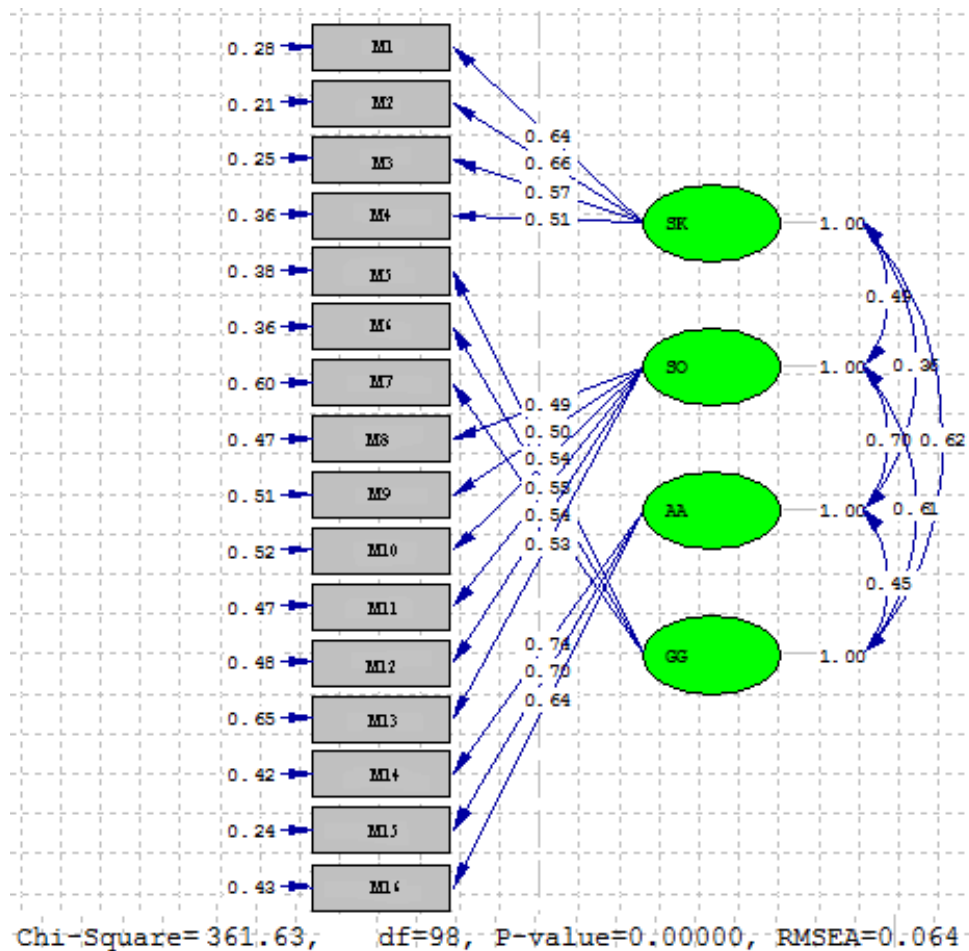 0.28 M1
0.21 M2
0.64
0.66
0.25 M3
0.57
0.36 M4
0.51
SK 1.00
0.38 M5
0.49
0.36 M6
0.60 M7
SO 1.00
0.36
0.49
0.50
0.47 M8
0.70 0.62
0.54
0.55
0.51 M9
AA 1.00
0.61
0.54
0.53
0.52 M10
0.45
0.47 M11
0.48 M12
0.74
GG 1.00
0.70
0.64
0.65 M13
0.42 M14
0.24 M15
0.43 M16
Chi-Square=361.63, df=98, P-value=0.00000, RMSEA=0.064